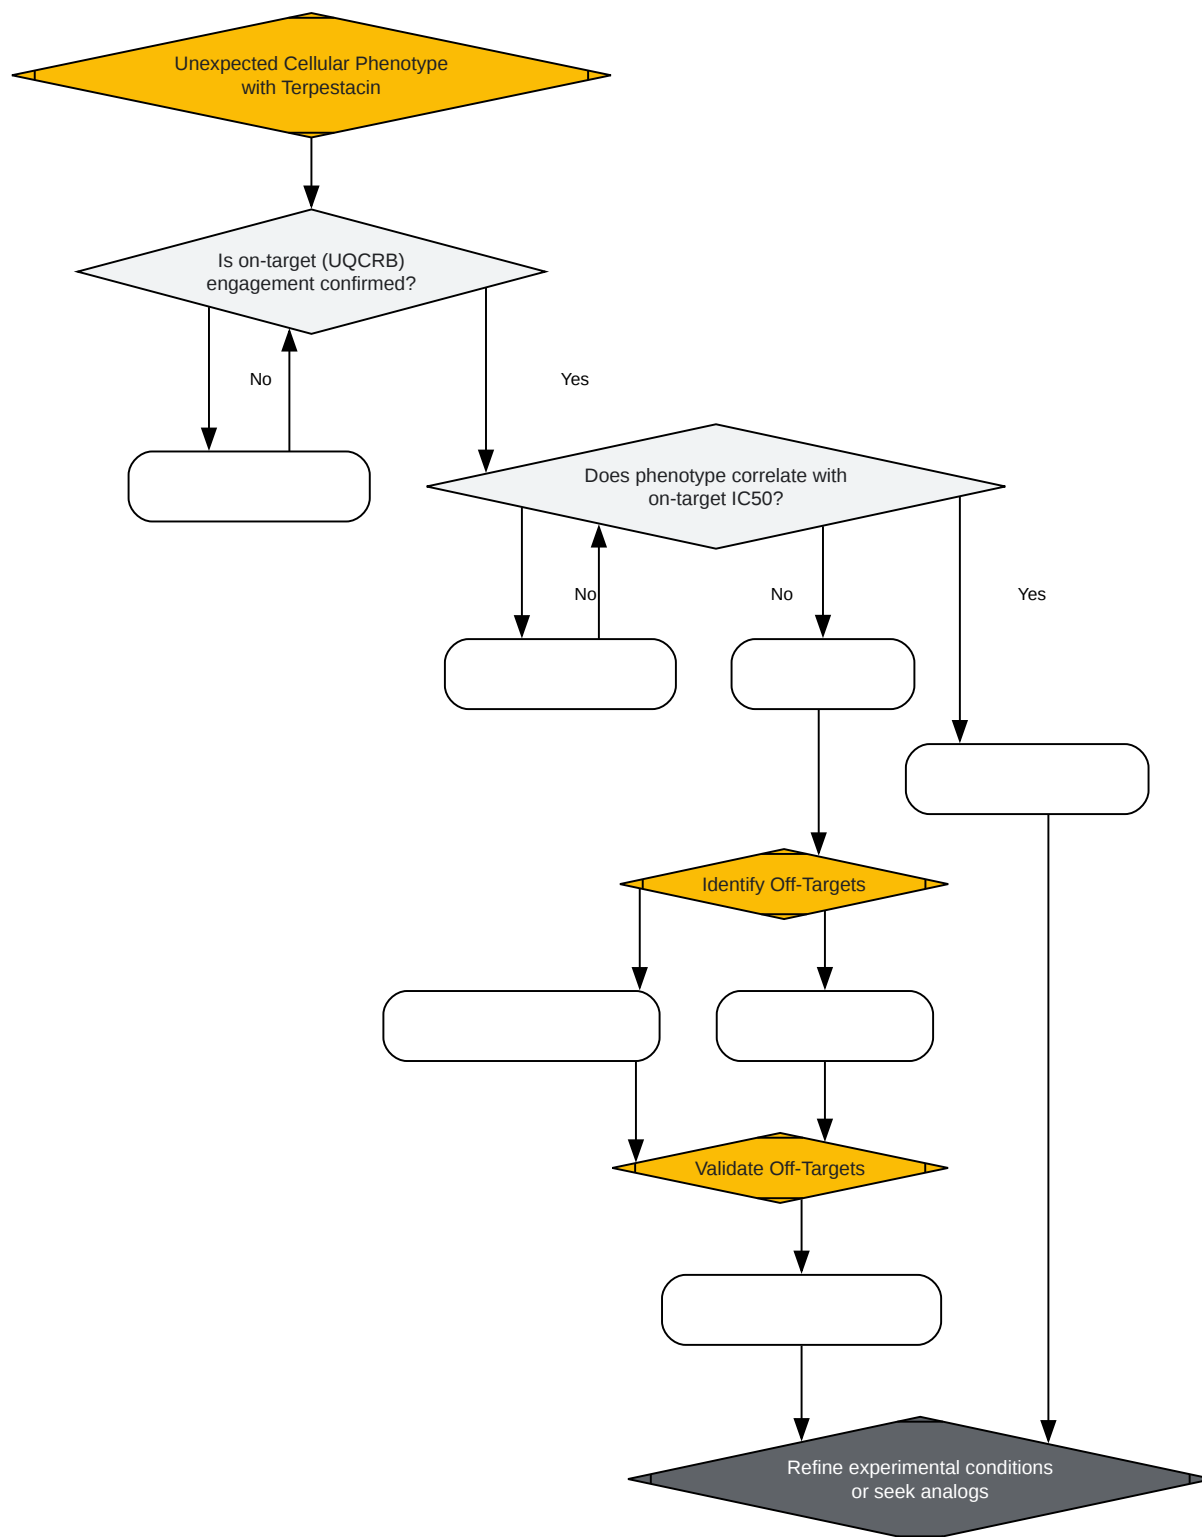 Unexpected Cellular Phenotype
with Terpestacin
Is on-target (UQCRB)
engagement confirmed?
No
Yes
Does phenotype correlate with
on-target IC50?
No
No
Yes
Identify Off-Targets
Validate Off-Targets
Refine experimental conditions
or seek analogs